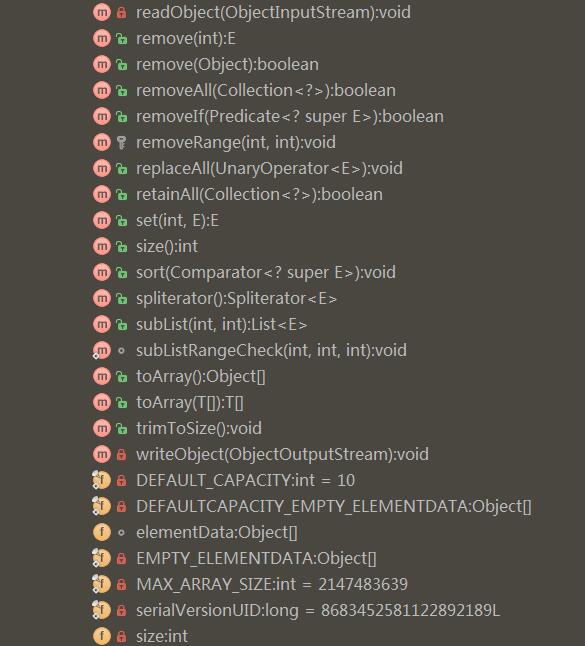 readObject(ObjectInputStream):void
remove(int):E
remove(Object):boolean
removeAll(Collection<?>):boolean
removeIf(Predicate<? super E>):boolean
removeRange(int, int):void
replaceAll(UnaryOperator<E>):void
retainAll(Collection<?>):boolean
set(int, E):E
size():int
sort(Comparator<? super E>):void
spliterator():Spliterator<E>
subList(int, int):List<E>
subListRangeCheck(int, int, int):void
toArray():Object[]
toArray(T[]):T[]
trimToSize():void
writeObject(ObjectOutputStream):void
DEFAULT_CAPACITY:int = 10
DEFAULTCAPACITY_EMPTY_ELEMENTDATA:Object[]
elementData:Object[]
EMPTY_ELEMENTDATA:Object[]
MAX_ARRAY_SIZE:int = 2147483639
serialVersionUID:long = 8683452581122892189L
size:int